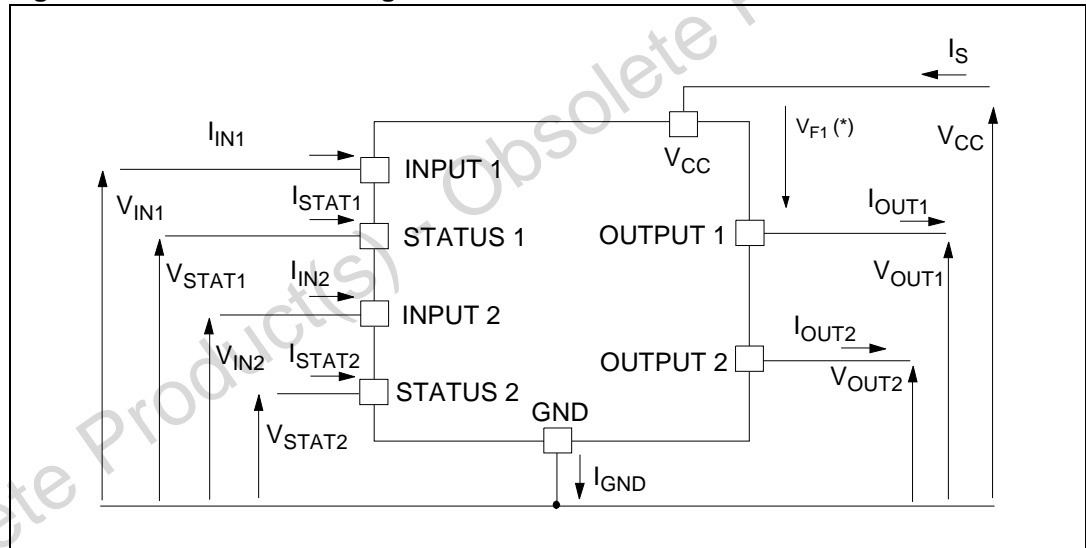 I_S
V_F1 (*)
V_CC
V_CC
I_IN1
INPUT 1
V_IN1
I_STAT1
STATUS 1
OUTPUT 1
I_OUT1
V_STAT1
V_OUT1
I_IN2
INPUT 2
V_IN2
I_OUT2
I_STAT2
OUTPUT 2
V_OUT2
STATUS 2
GND
V_STAT2
I_GND
Product(s) - Obsolete